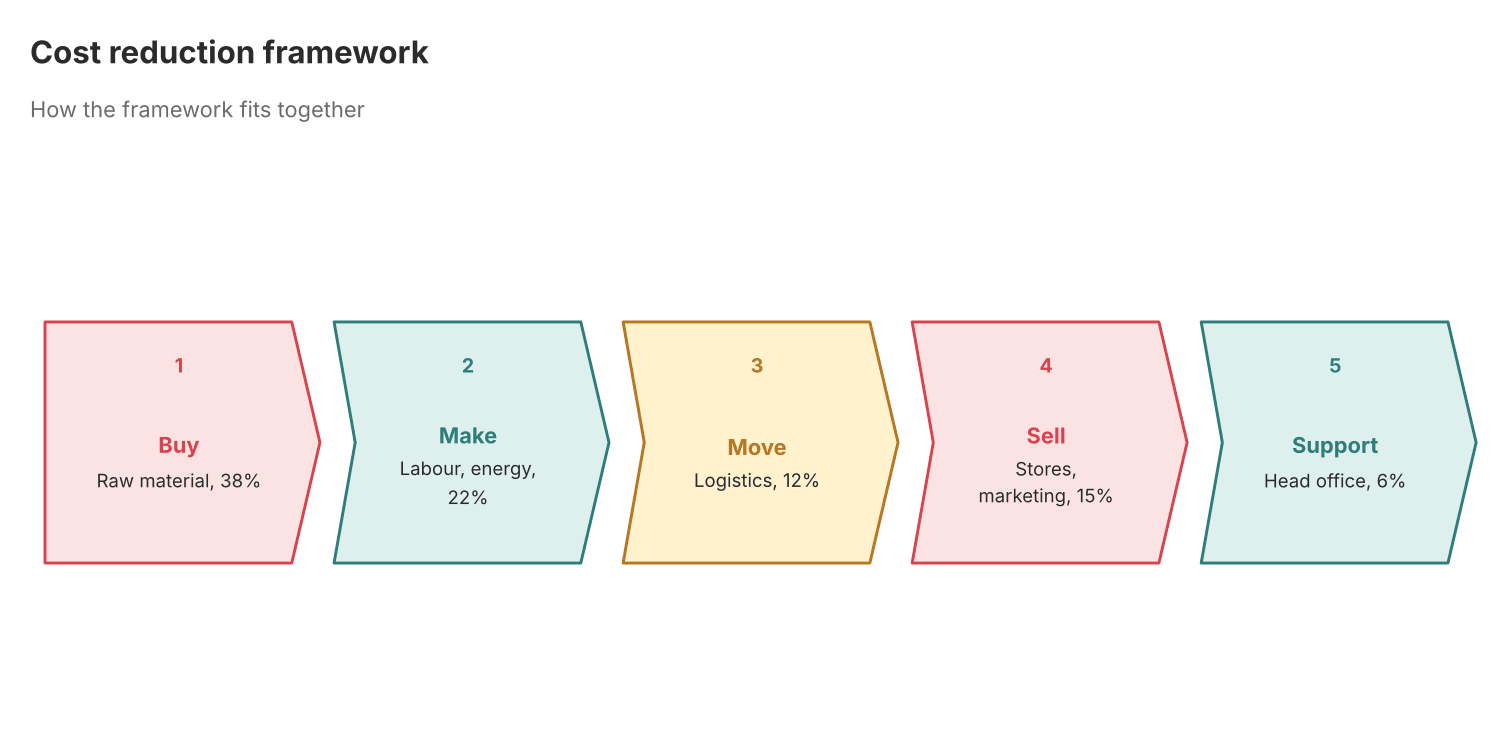 Cost reduction framework
How the framework fits together
1
Buy
Raw material, 38%
2
Make
Labour, energy,
22%
3
Move
Logistics, 12%
4
Sell
Stores,
marketing, 15%
5
Support
Head office, 6%